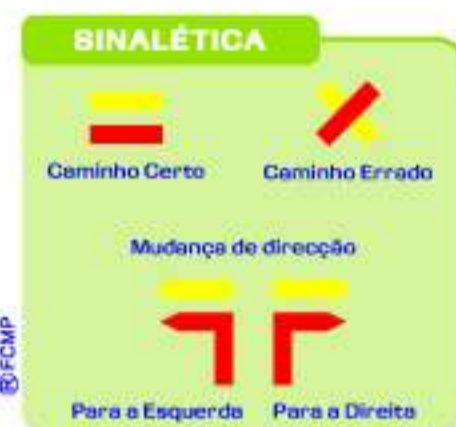 SINALÉTICA
Caminho Certo Caminho Errado
Mudança de direcção
Para a Esquerda Para a Direita
® FCMP